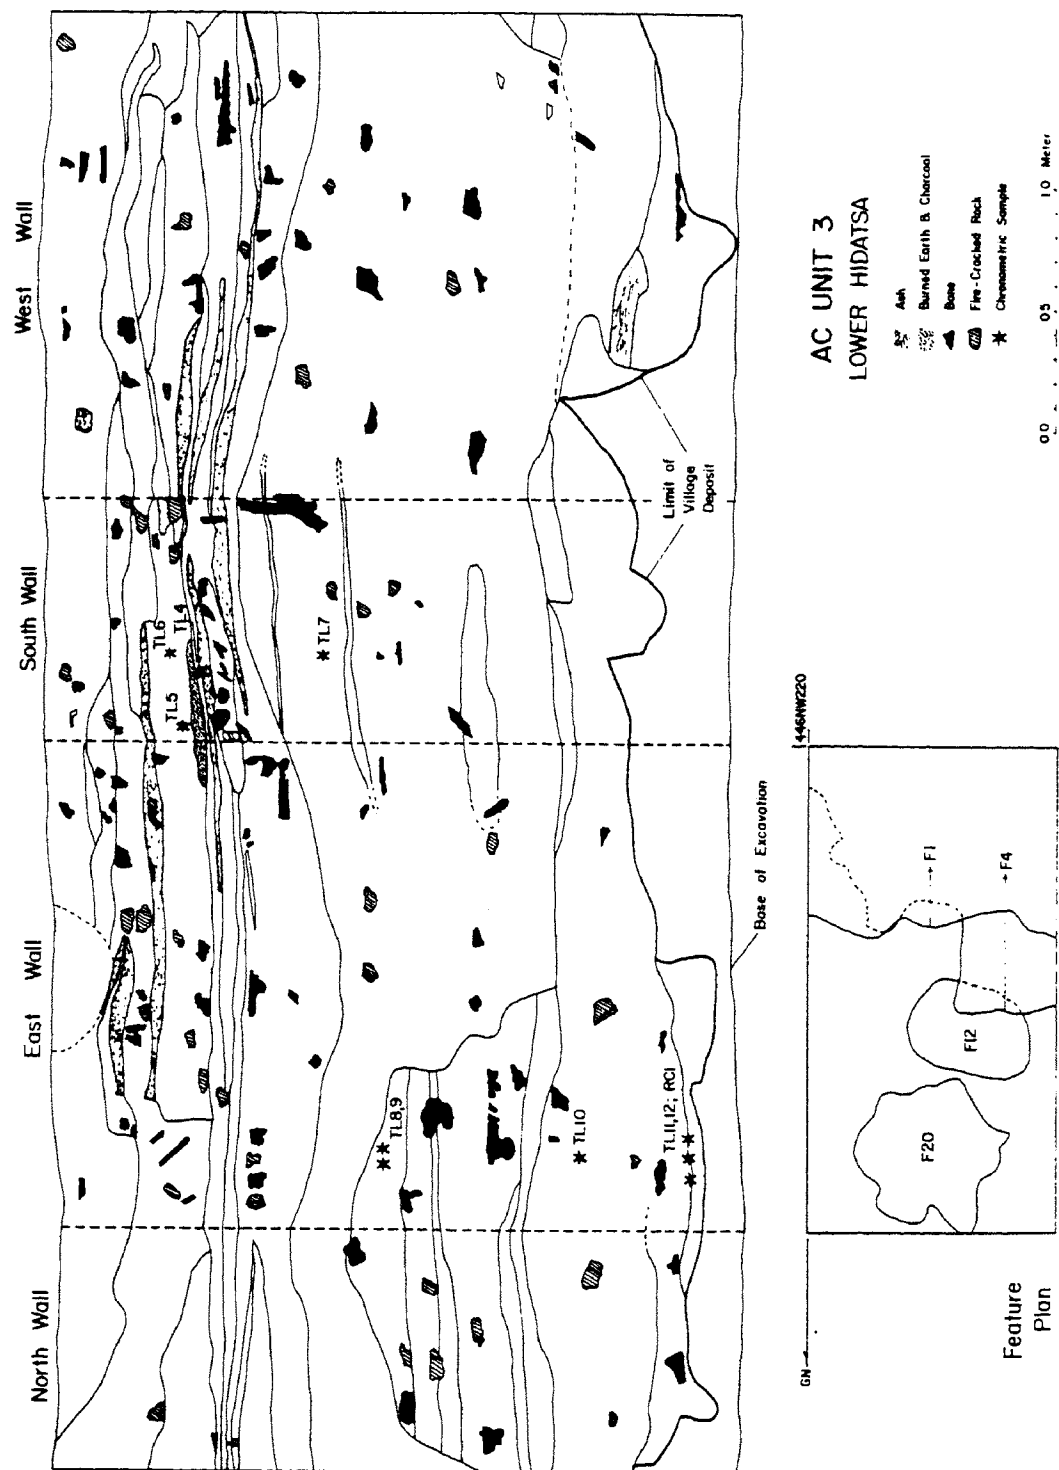 North Wall
East Wall
South Wall
West Wall
TL5
TL6
TL4
TL7
TL8,9
TL10
TL11,12; RC1
Limit of
Village
Deposit
Base of Excavation
AC UNIT 3
LOWER HIDATSA
Ash
Burned Earth & Charcoal
Bone
Fire-Cracked Rock
Chronometric Sample
0.0 0.5 1.0 Meter
GN
446NW220
F1
F4
F12
F20
Feature
Plan